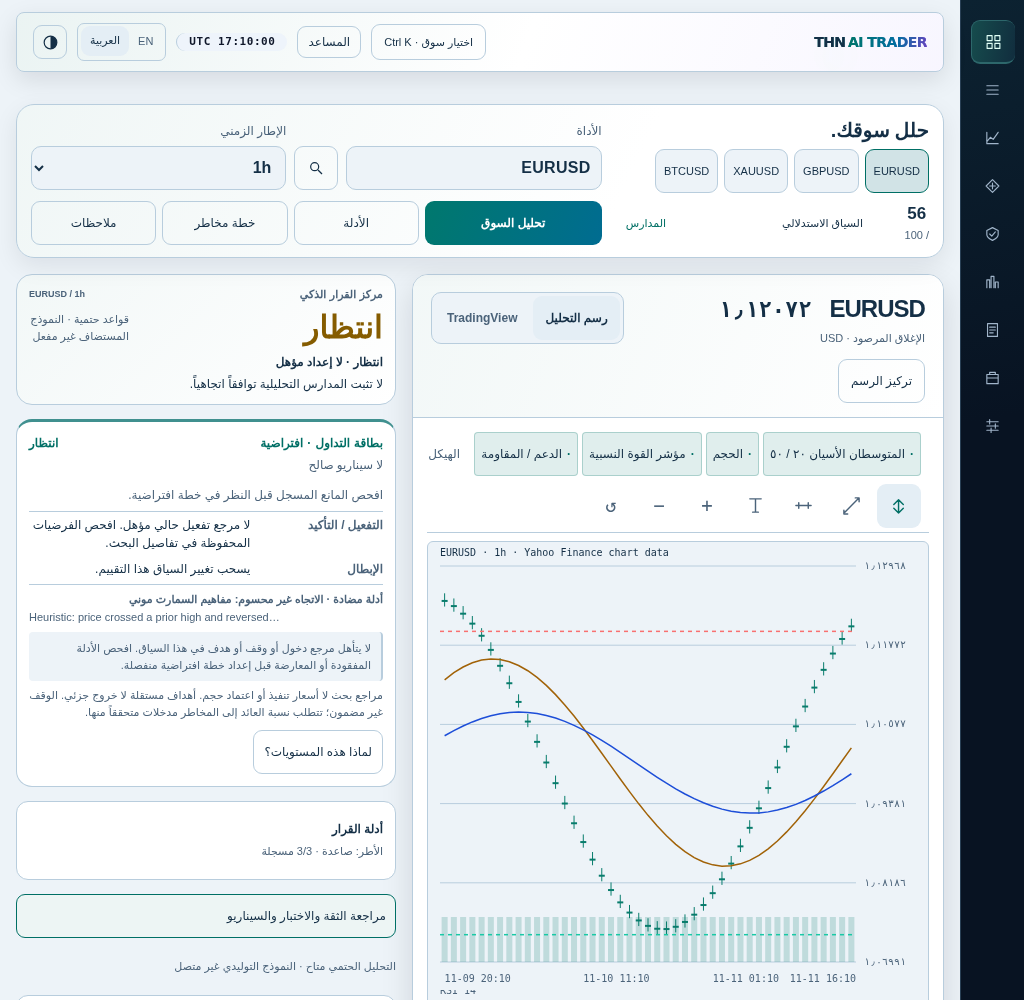 THN AI TRADER
اختيار سوق · Ctrl K
المساعد
UTC 17:10:00
EN
العربية
حلل سوقك.
EURUSD
GBPUSD
XAUUSD
BTCUSD
56
/ 100
السياق الاستدلالي
المدارس
الأداة
EURUSD
الإطار الزمني
1h
تحليل السوق
الأدلة
خطة مخاطر
ملاحظات
EURUSD ١٫١٢٠٧٢
الإغلاق المرصود · USD
رسم التحليل
TradingView
تركيز الرسم
· المتوسطان الأسيان ٢٠ / ٥٠
· الحجم
· مؤشر القوة النسبية
· الدعم / المقاومة
الهيكل
EURUSD · 1h · Yahoo Finance chart data
١٫١٢٩٦٨
١٫١١٧٧٢
١٫١٠٥٧٧
١٫٠٩٣٨١
١٫٠٨١٨٦
١٫٠٦٩٩١
11-09 20:10
11-10 11:10
11-11 01:10
11-11 16:10
مركز القرار الذكي
EURUSD / 1h
انتظار
قواعد حتمية · النموذج
المستضاف غير مفعل
انتظار · لا إعداد مؤهل
لا تثبت المدارس التحليلية توافقاً اتجاهياً.
بطاقة التداول · افتراضية
انتظار
لا سيناريو صالح
افحص المانع المسجل قبل النظر في خطة افتراضية.
التفعيل / التأكيد
لا مرجع تفعيل حالي مؤهل. افحص الفرضيات
المحفوظة في تفاصيل البحث.
الإبطال
يسحب تغيير السياق هذا التقييم.
أدلة مضادة · الاتجاه غير محسوم: مفاهيم السمارت موني
Heuristic: price crossed a prior high and reversed…
لا يتأهل مرجع دخول أو وقف أو هدف في هذا السياق. افحص الأدلة
المفقودة أو المعارضة قبل إعداد خطة افتراضية منفصلة.
مراجع بحث لا أسعار تنفيذ أو اعتماد حجم. أهداف مستقلة لا خروج جزئي. الوقف
غير مضمون؛ تتطلب نسبة العائد إلى المخاطر مدخلات متحققاً منها.
لماذا هذه المستويات؟
أدلة القرار
الأطر: صاعدة · 3/3 مسجلة
مراجعة الثقة والاختبار والسيناريو
التحليل الحتمي متاح · النموذج التوليدي غير متصل